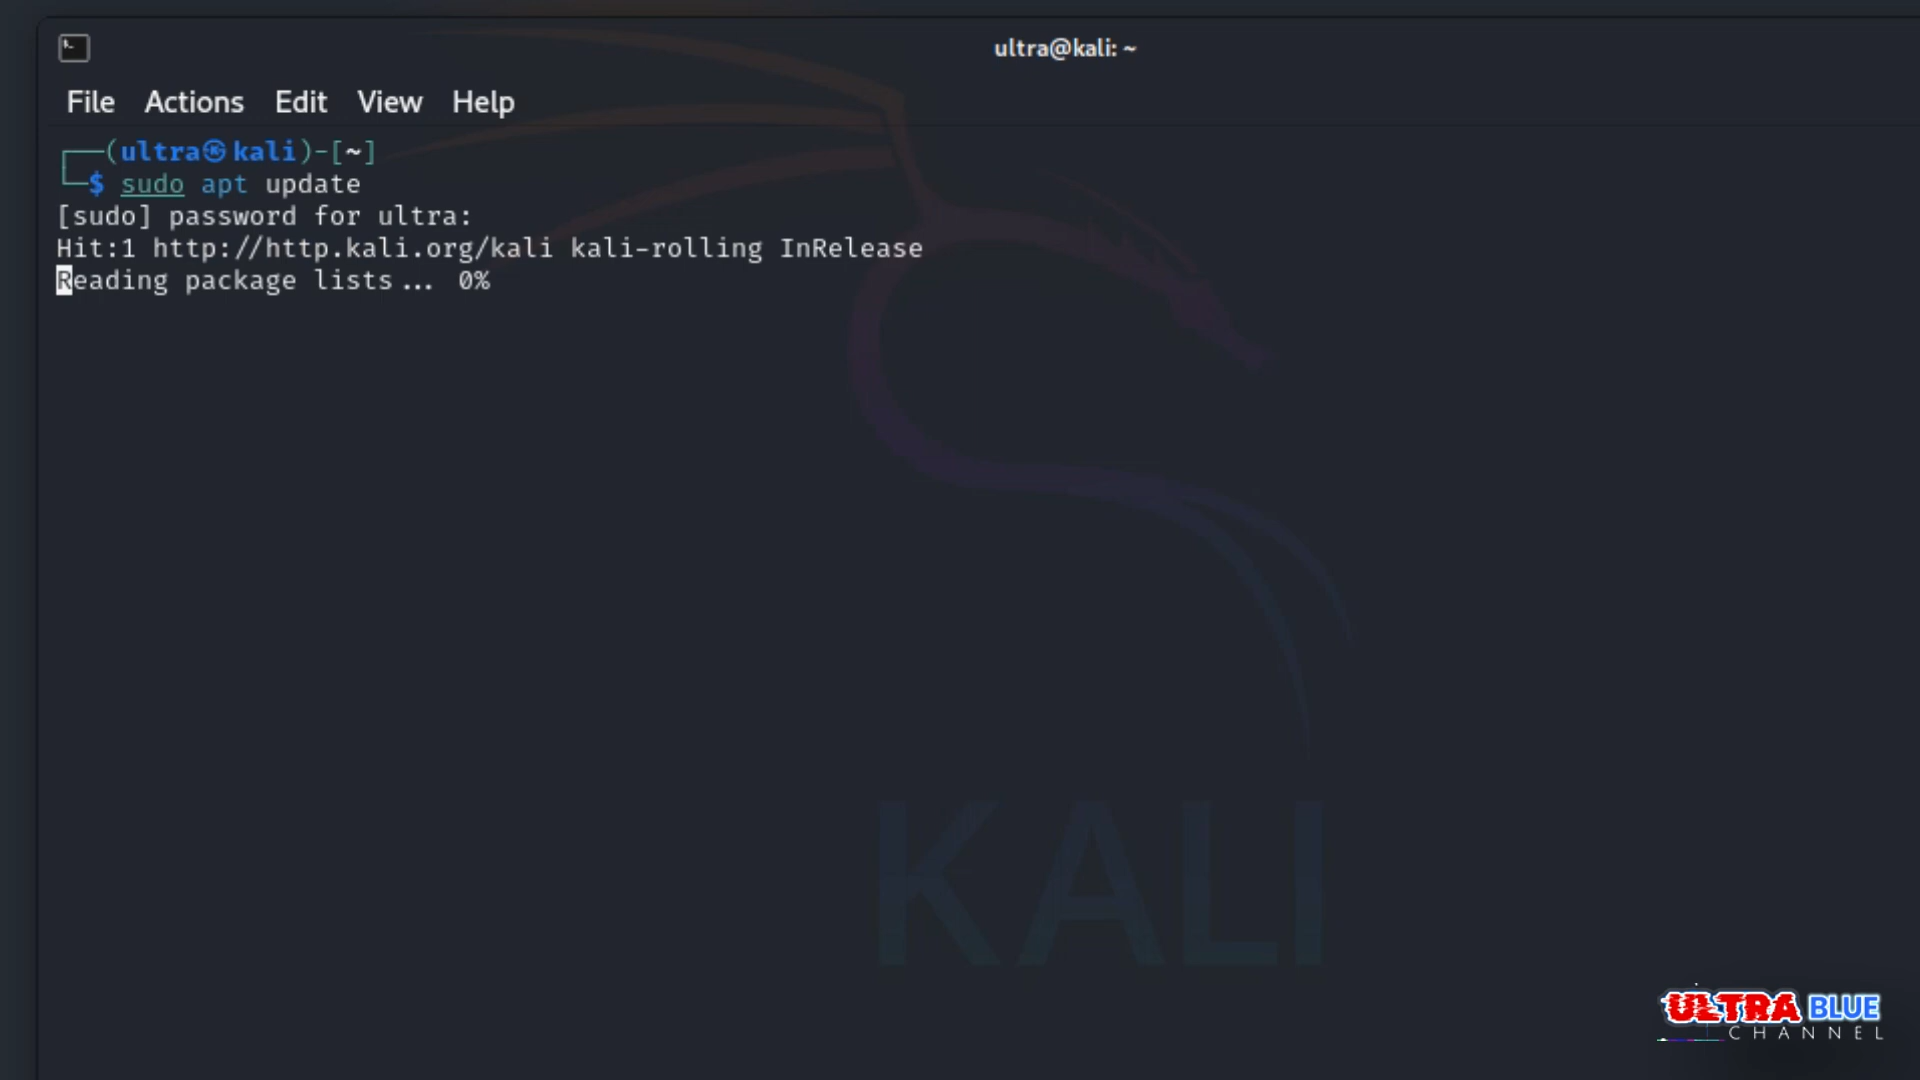 ultra@kali: ~
File Actions Edit View Help
┌──(ultra㉿kali)-[~]
└─$ sudo apt update
[sudo] password for ultra:
Hit:1 http://http.kali.org/kali kali-rolling InRelease
Reading package lists... 0%
KALI
ULTRA BLUE
CHANNEL